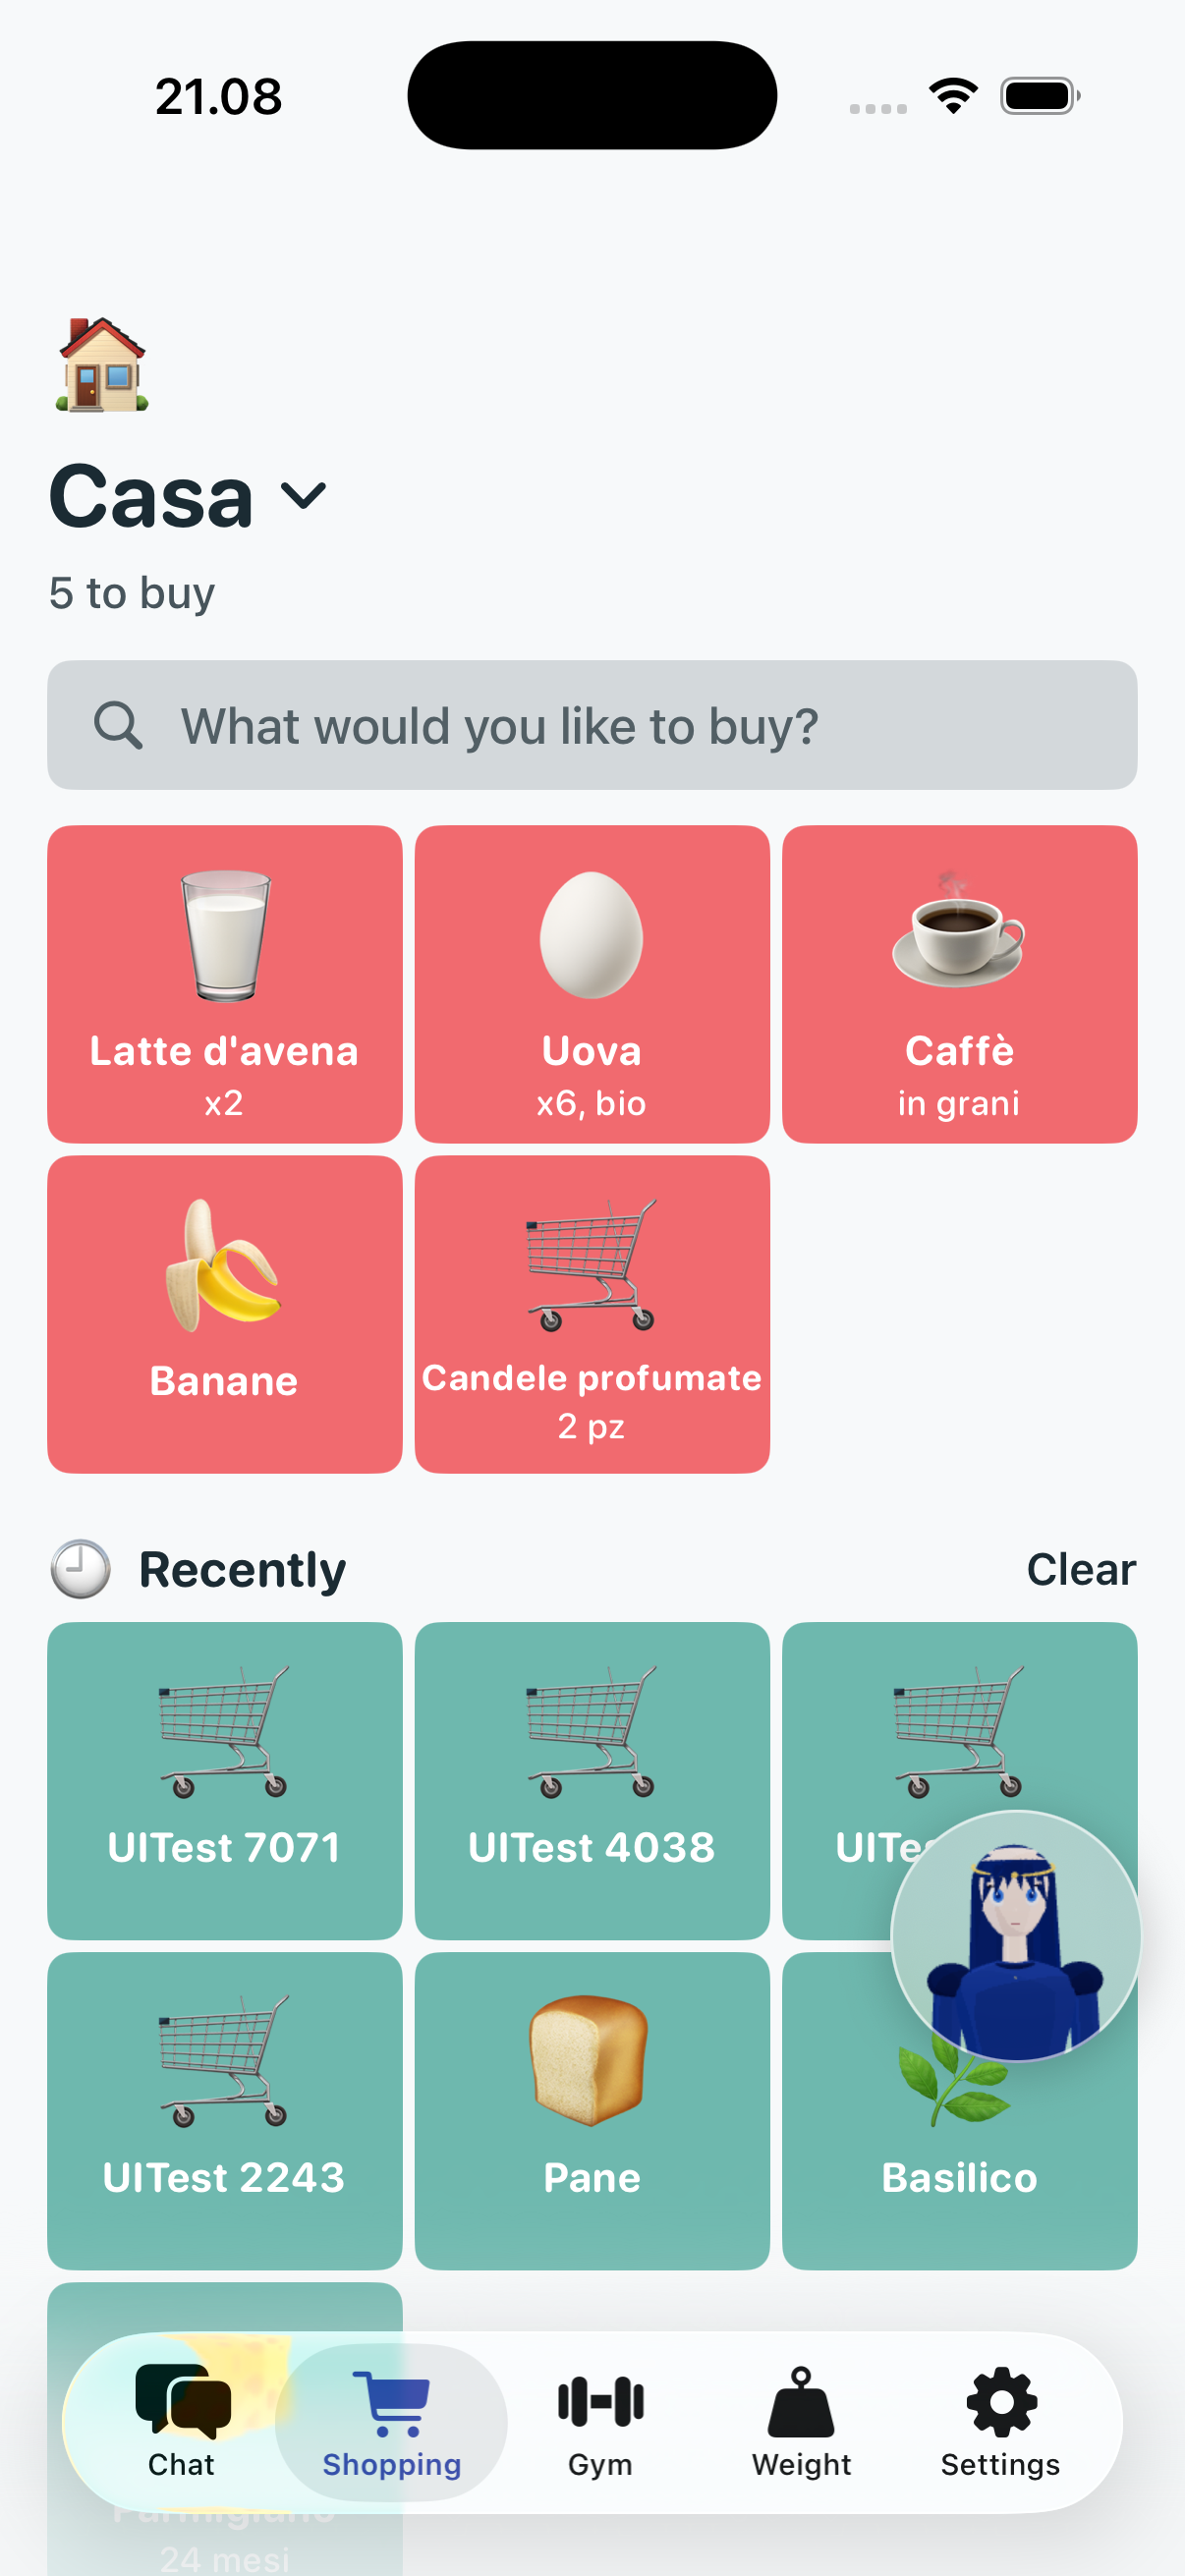 21.08
Casa
5 to buy
What would you like to buy?
Latte d'avena
x2
Uova
x6, bio
Caffè
in grani
Banane
Candele profumate
2 pz
Recently
Clear
UITest 7071
UITest 4038
UITest 2243
Pane
Basilico
Parmigiano
24 mesi
Chat
Shopping
Gym
Weight
Settings